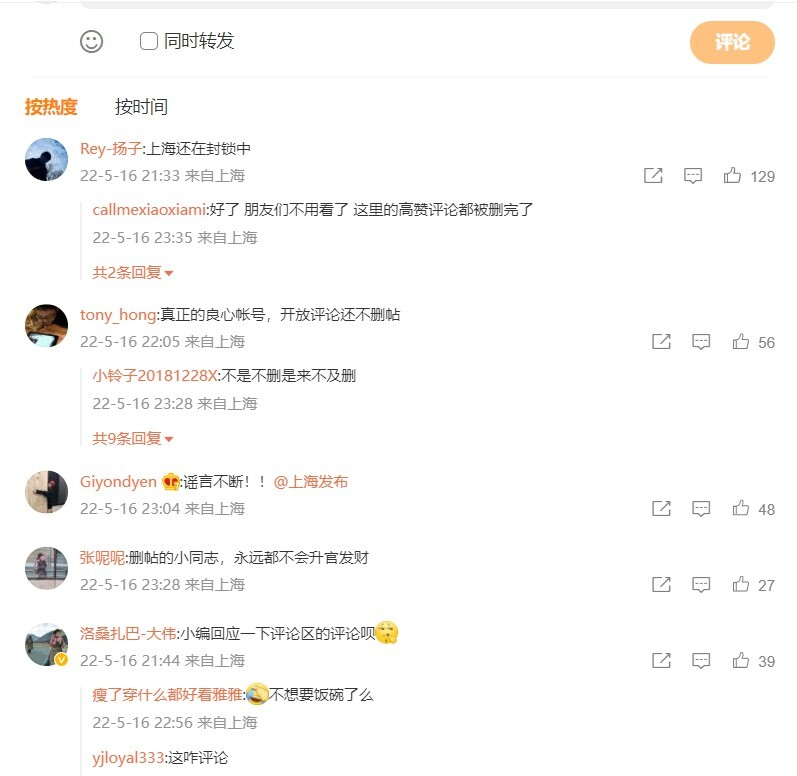 同时转发
评论
按热度 按时间
Rey-扬子:上海还在封锁中
22-5-16 21:33 来自上海
129
callmexiaoxiami:好了 朋友们不用看了 这里的高赞评论都被删完了
22-5-16 23:35 来自上海
共2条回复
tony_hong:真正的良心帐号，开放评论还不删帖
22-5-16 22:05 来自上海
56
小铃子20181228X:不是不删是来不及删
22-5-16 23:28 来自上海
共9条回复
Giyondyen :谣言不断！！@上海发布
22-5-16 23:04 来自上海
48
张呢呢:删帖的小同志，永远都不会升官发财
22-5-16 23:28 来自上海
27
洛桑扎巴-大伟:小编回应一下评论区的评论呗
22-5-16 21:44 来自上海
39
瘦了穿什么都好看雅雅:不想要饭碗了么
22-5-16 22:56 来自上海
yjloyal333:这咋评论